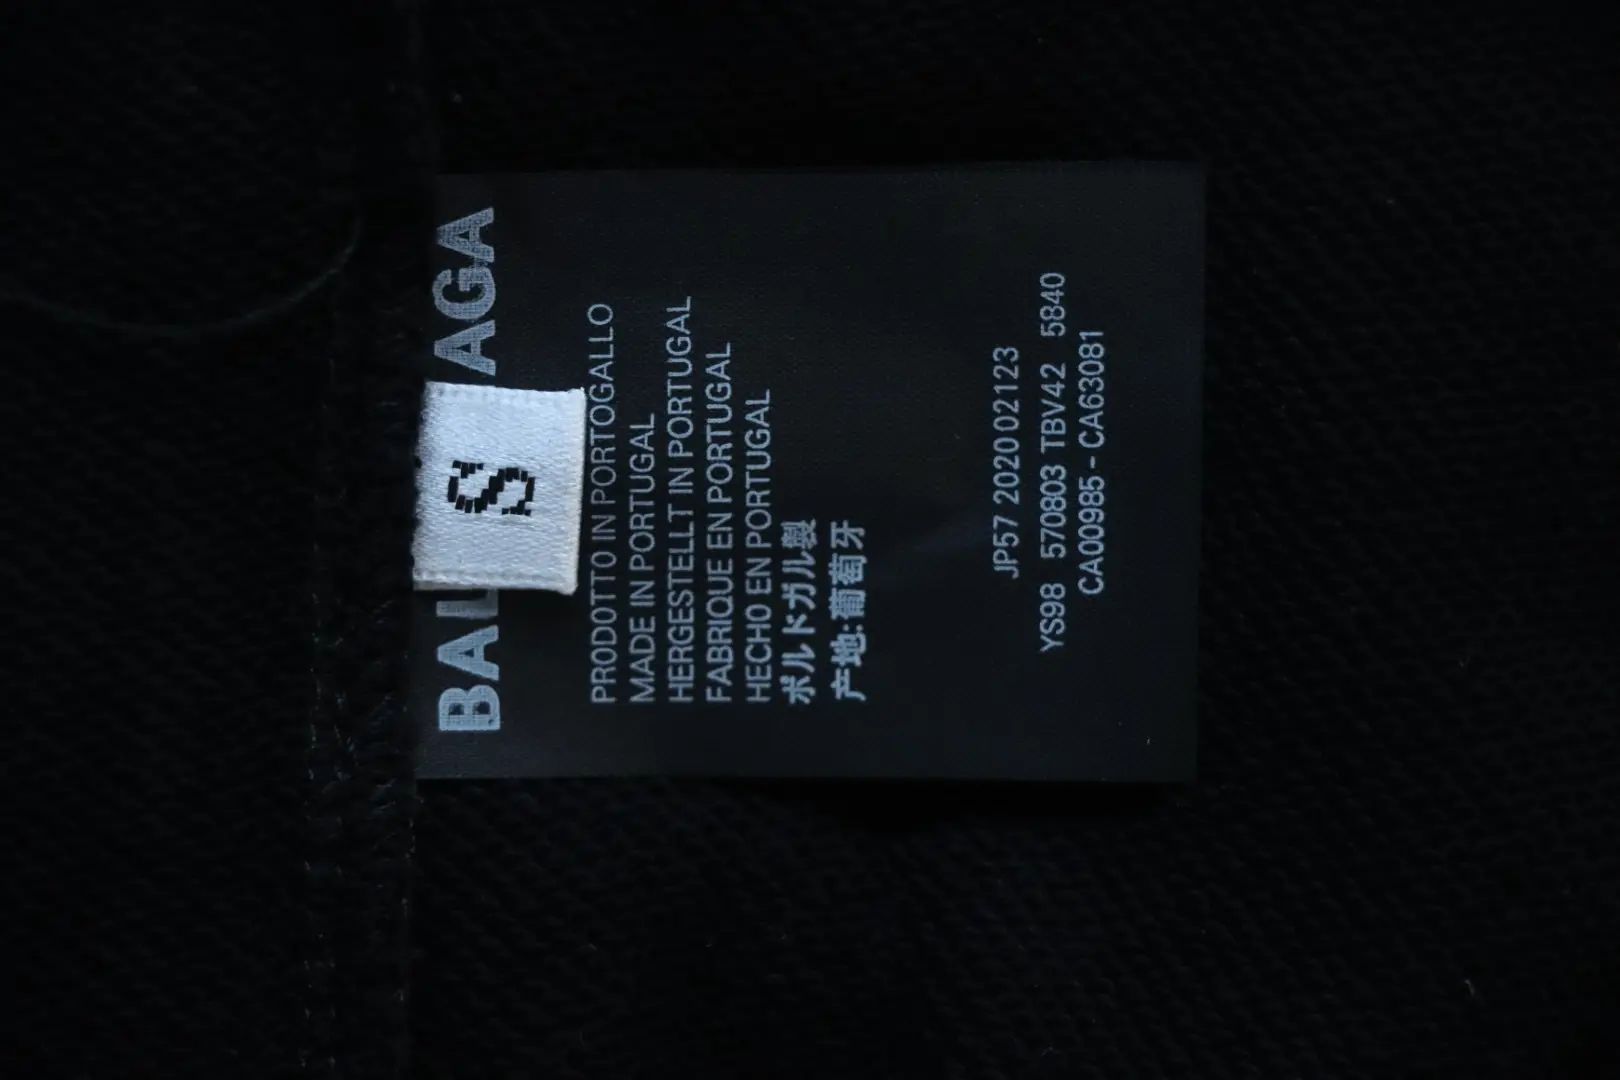 BAL AGA
S
PRODOTTO IN PORTOGALLO
MADE IN PORTUGAL
HERGESTELLT IN PORTUGAL
FABRIQUE EN PORTUGAL
HECHO EN PORTUGAL
ポルトガル製
产地:葡萄牙
JP57 2020 02123
YS98 570803 TBV42 5840
CA00985 - CA63081